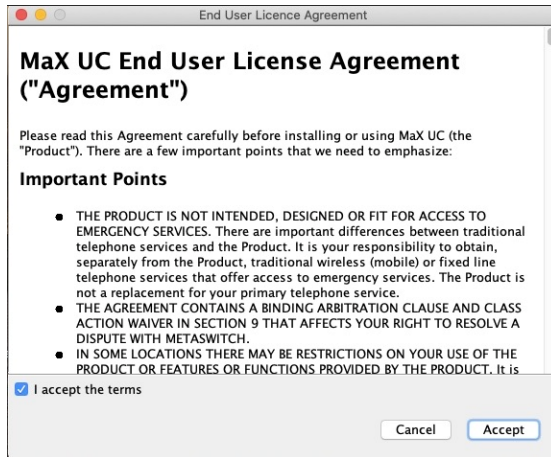 End User Licence Agreement
MaX UC End User License Agreement
("Agreement")
Please read this Agreement carefully before installing or using MaX UC (the
"Product"). There are a few important points that we need to emphasize:
Important Points
● THE PRODUCT IS NOT INTENDED, DESIGNED OR FIT FOR ACCESS TO
EMERGENCY SERVICES. There are important differences between traditional
telephone services and the Product. It is your responsibility to obtain,
separately from the Product, traditional wireless (mobile) or fixed line
telephone services that offer access to emergency services. The Product is
not a replacement for your primary telephone service.
● THE AGREEMENT CONTAINS A BINDING ARBITRATION CLAUSE AND CLASS
ACTION WAIVER IN SECTION 9 THAT AFFECTS YOUR RIGHT TO RESOLVE A
DISPUTE WITH METASWITCH.
● IN SOME LOCATIONS THERE MAY BE RESTRICTIONS ON YOUR USE OF THE
PRODUCT OR FEATURES OR FUNCTIONS PROVIDED BY THE PRODUCT. It is
I accept the terms
Cancel Accept